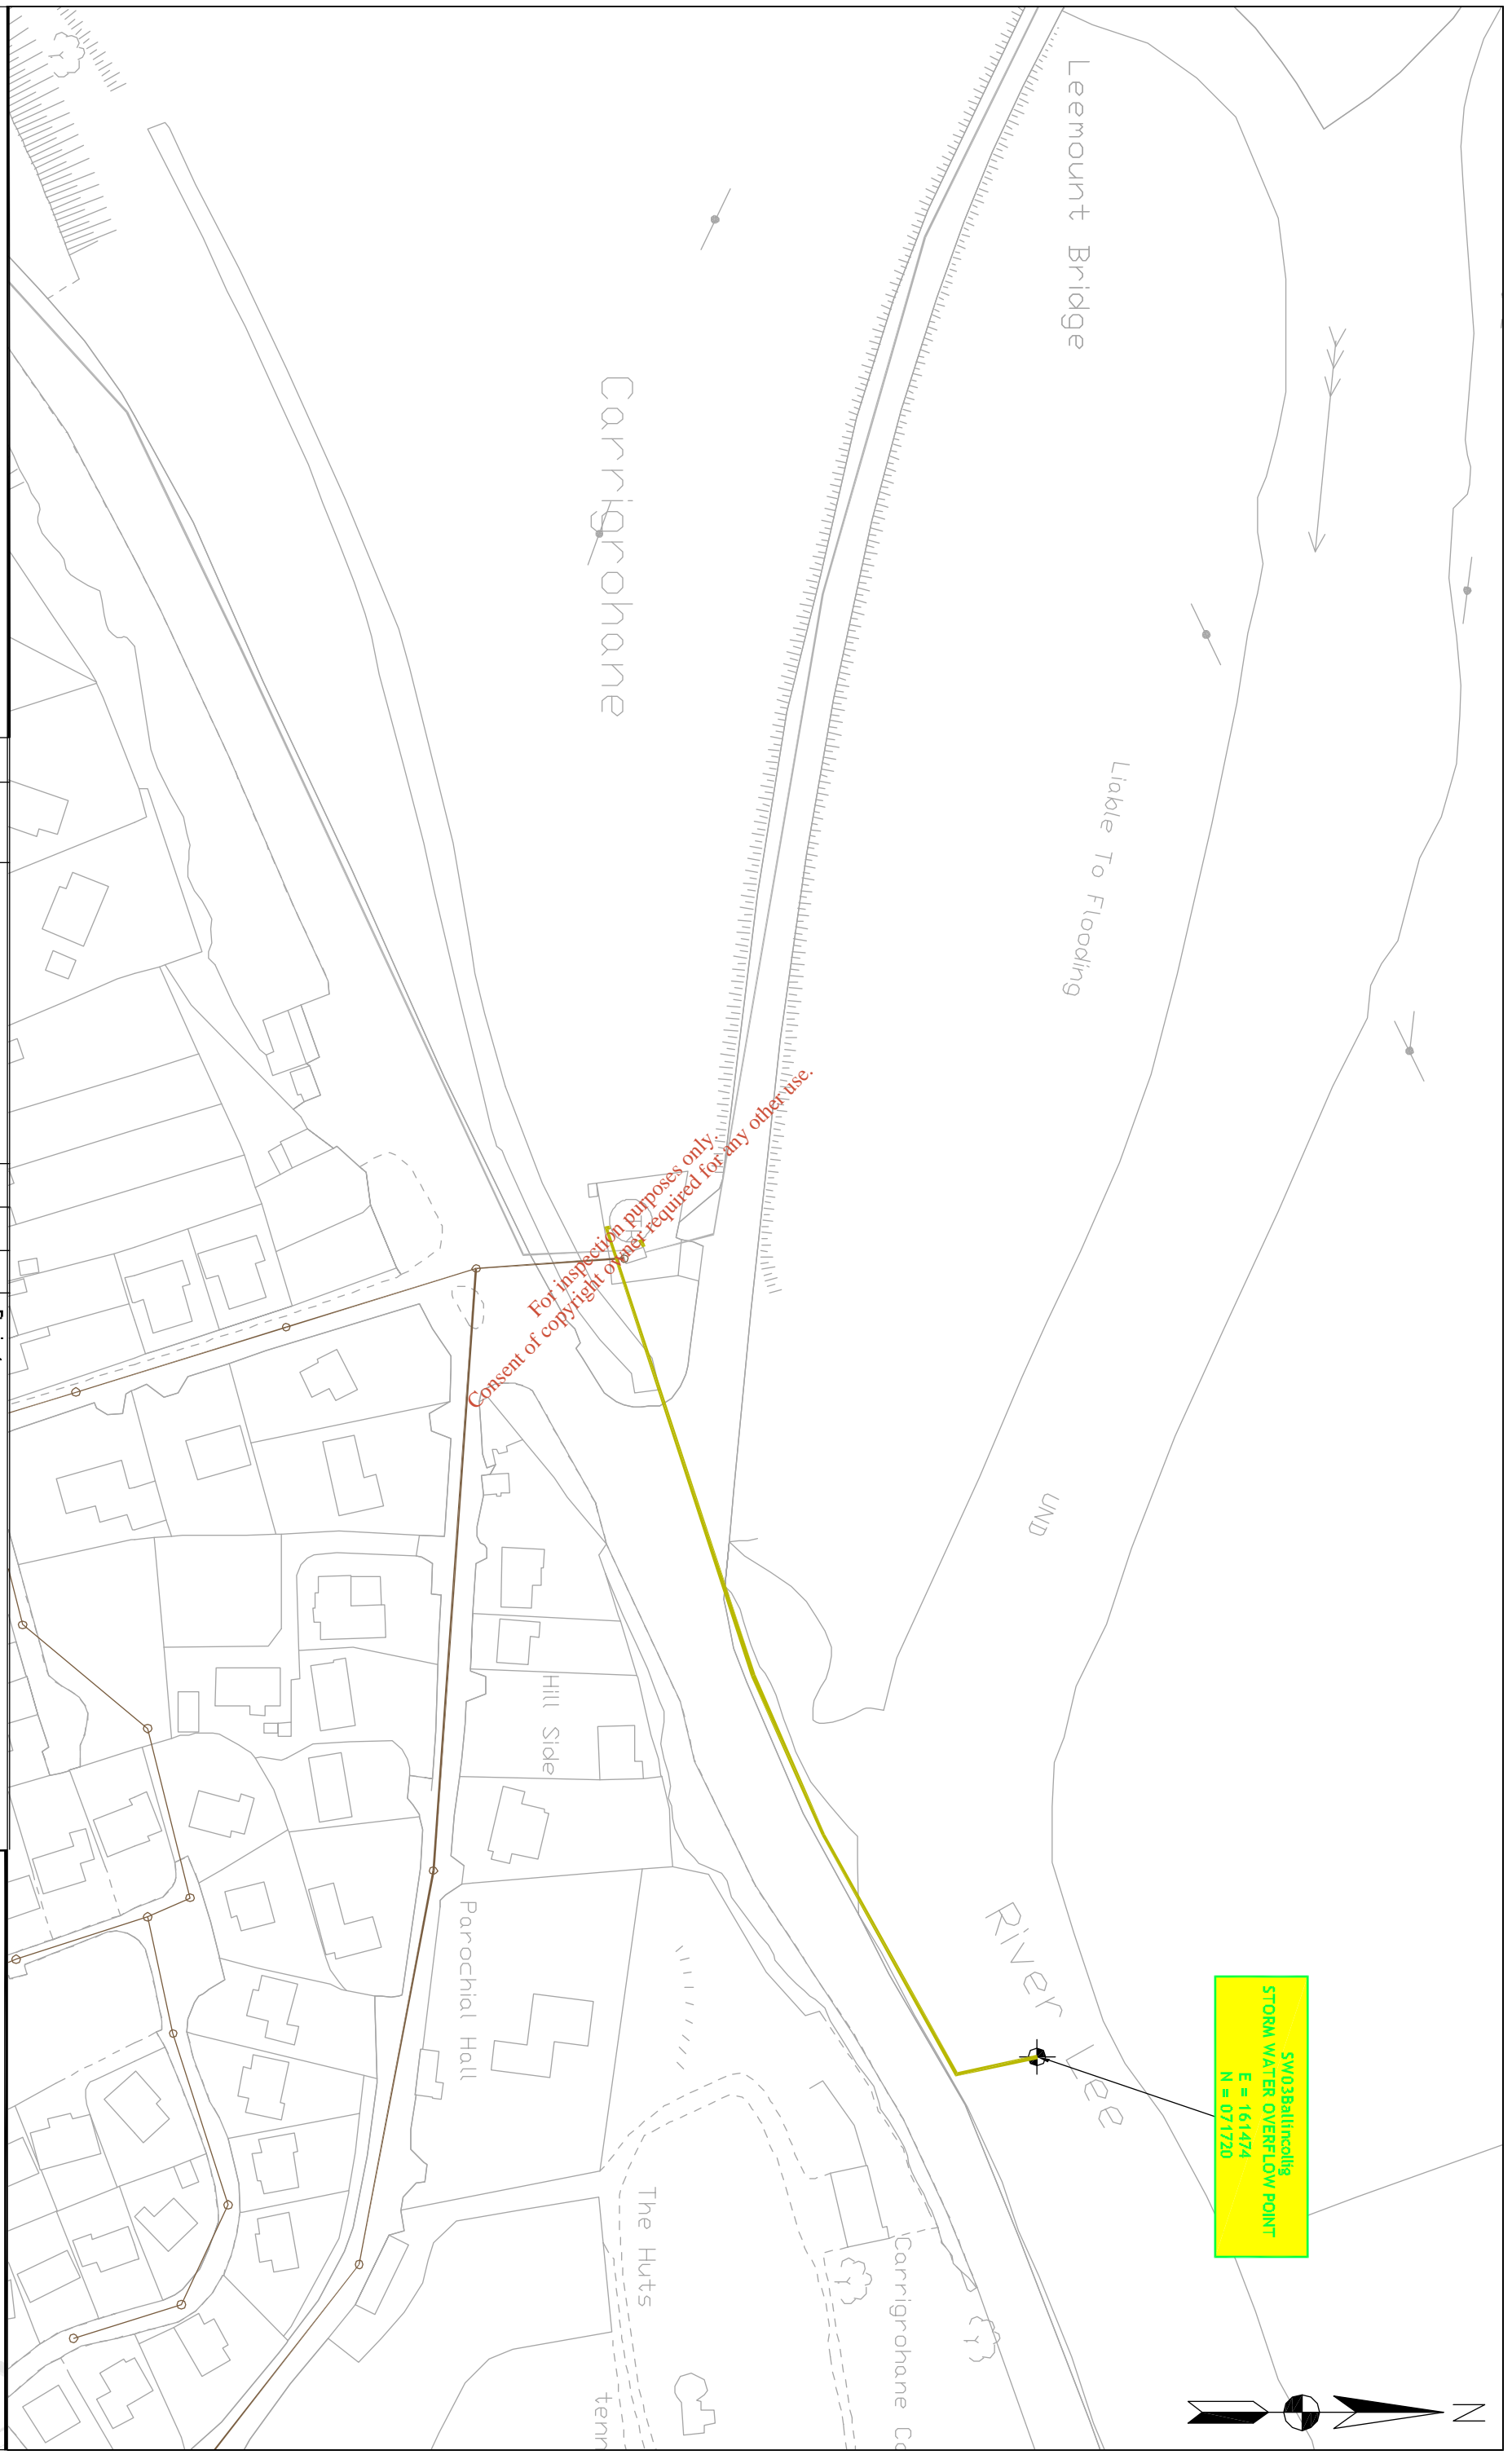 Leemount Bridge
Carrigrohane
Liable To Flooding
UND
River Lee
SW03Ballincollig
STORM WATER OVERFLOW POINT
E = 161474
N = 071720
Hill Side
Parochial Hall
The Huts
Carrigrohane
N
For inspection purposes only.
Consent of copyright owner required for any other use.